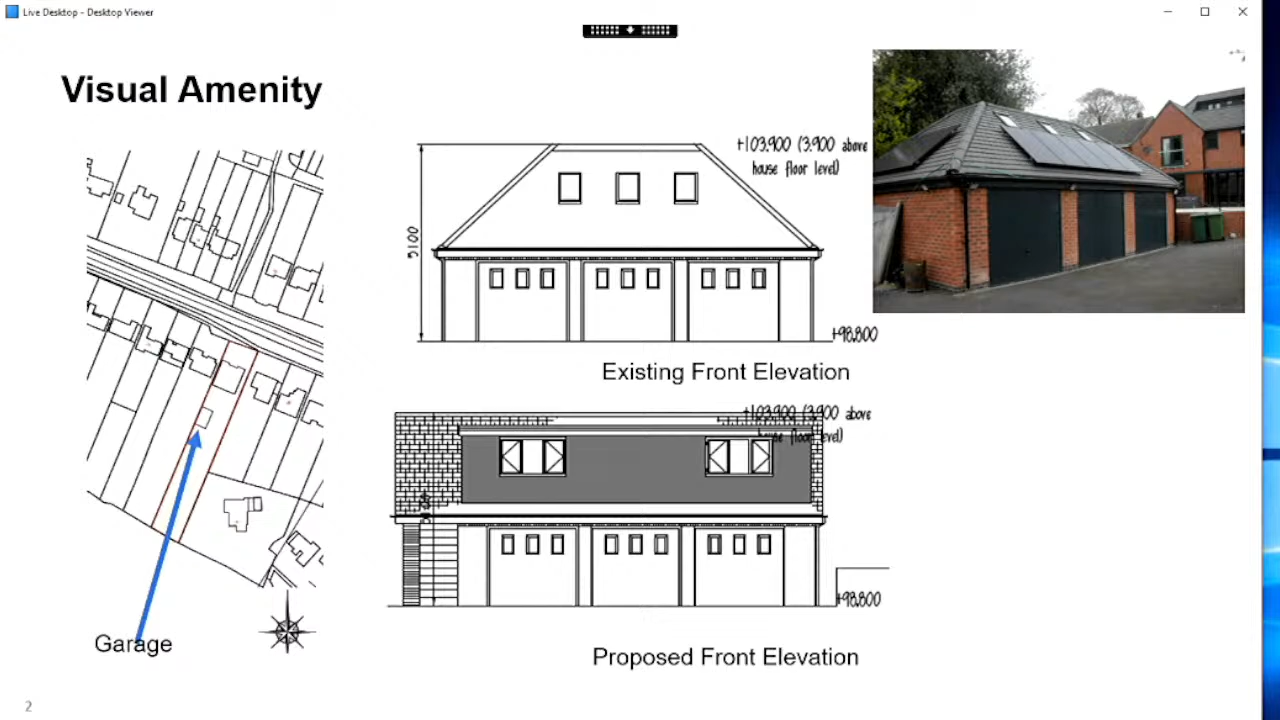 Live Desktop - Desktop Viewer
Visual Amenity
+103.900 (3.900 above
house floor level)
5100
+98.800
Existing Front Elevation
+103.900 (3.900 above
house floor level)
5100
+98.800
Proposed Front Elevation
Garage
2